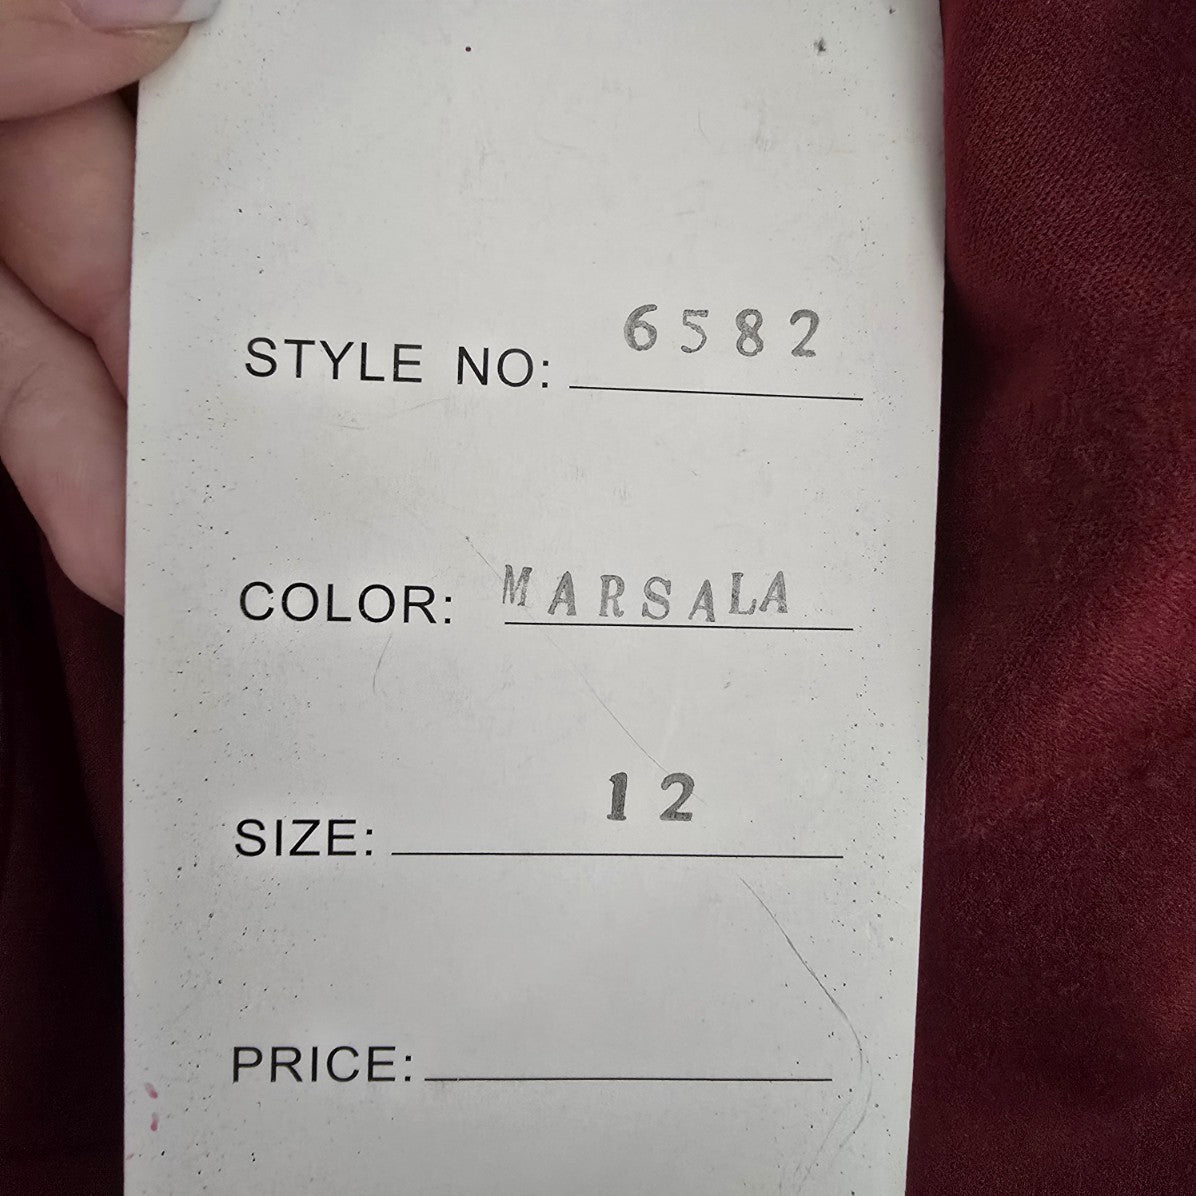 STYLE NO: 6582
COLOR: MARSALA
SIZE: 12
PRICE: